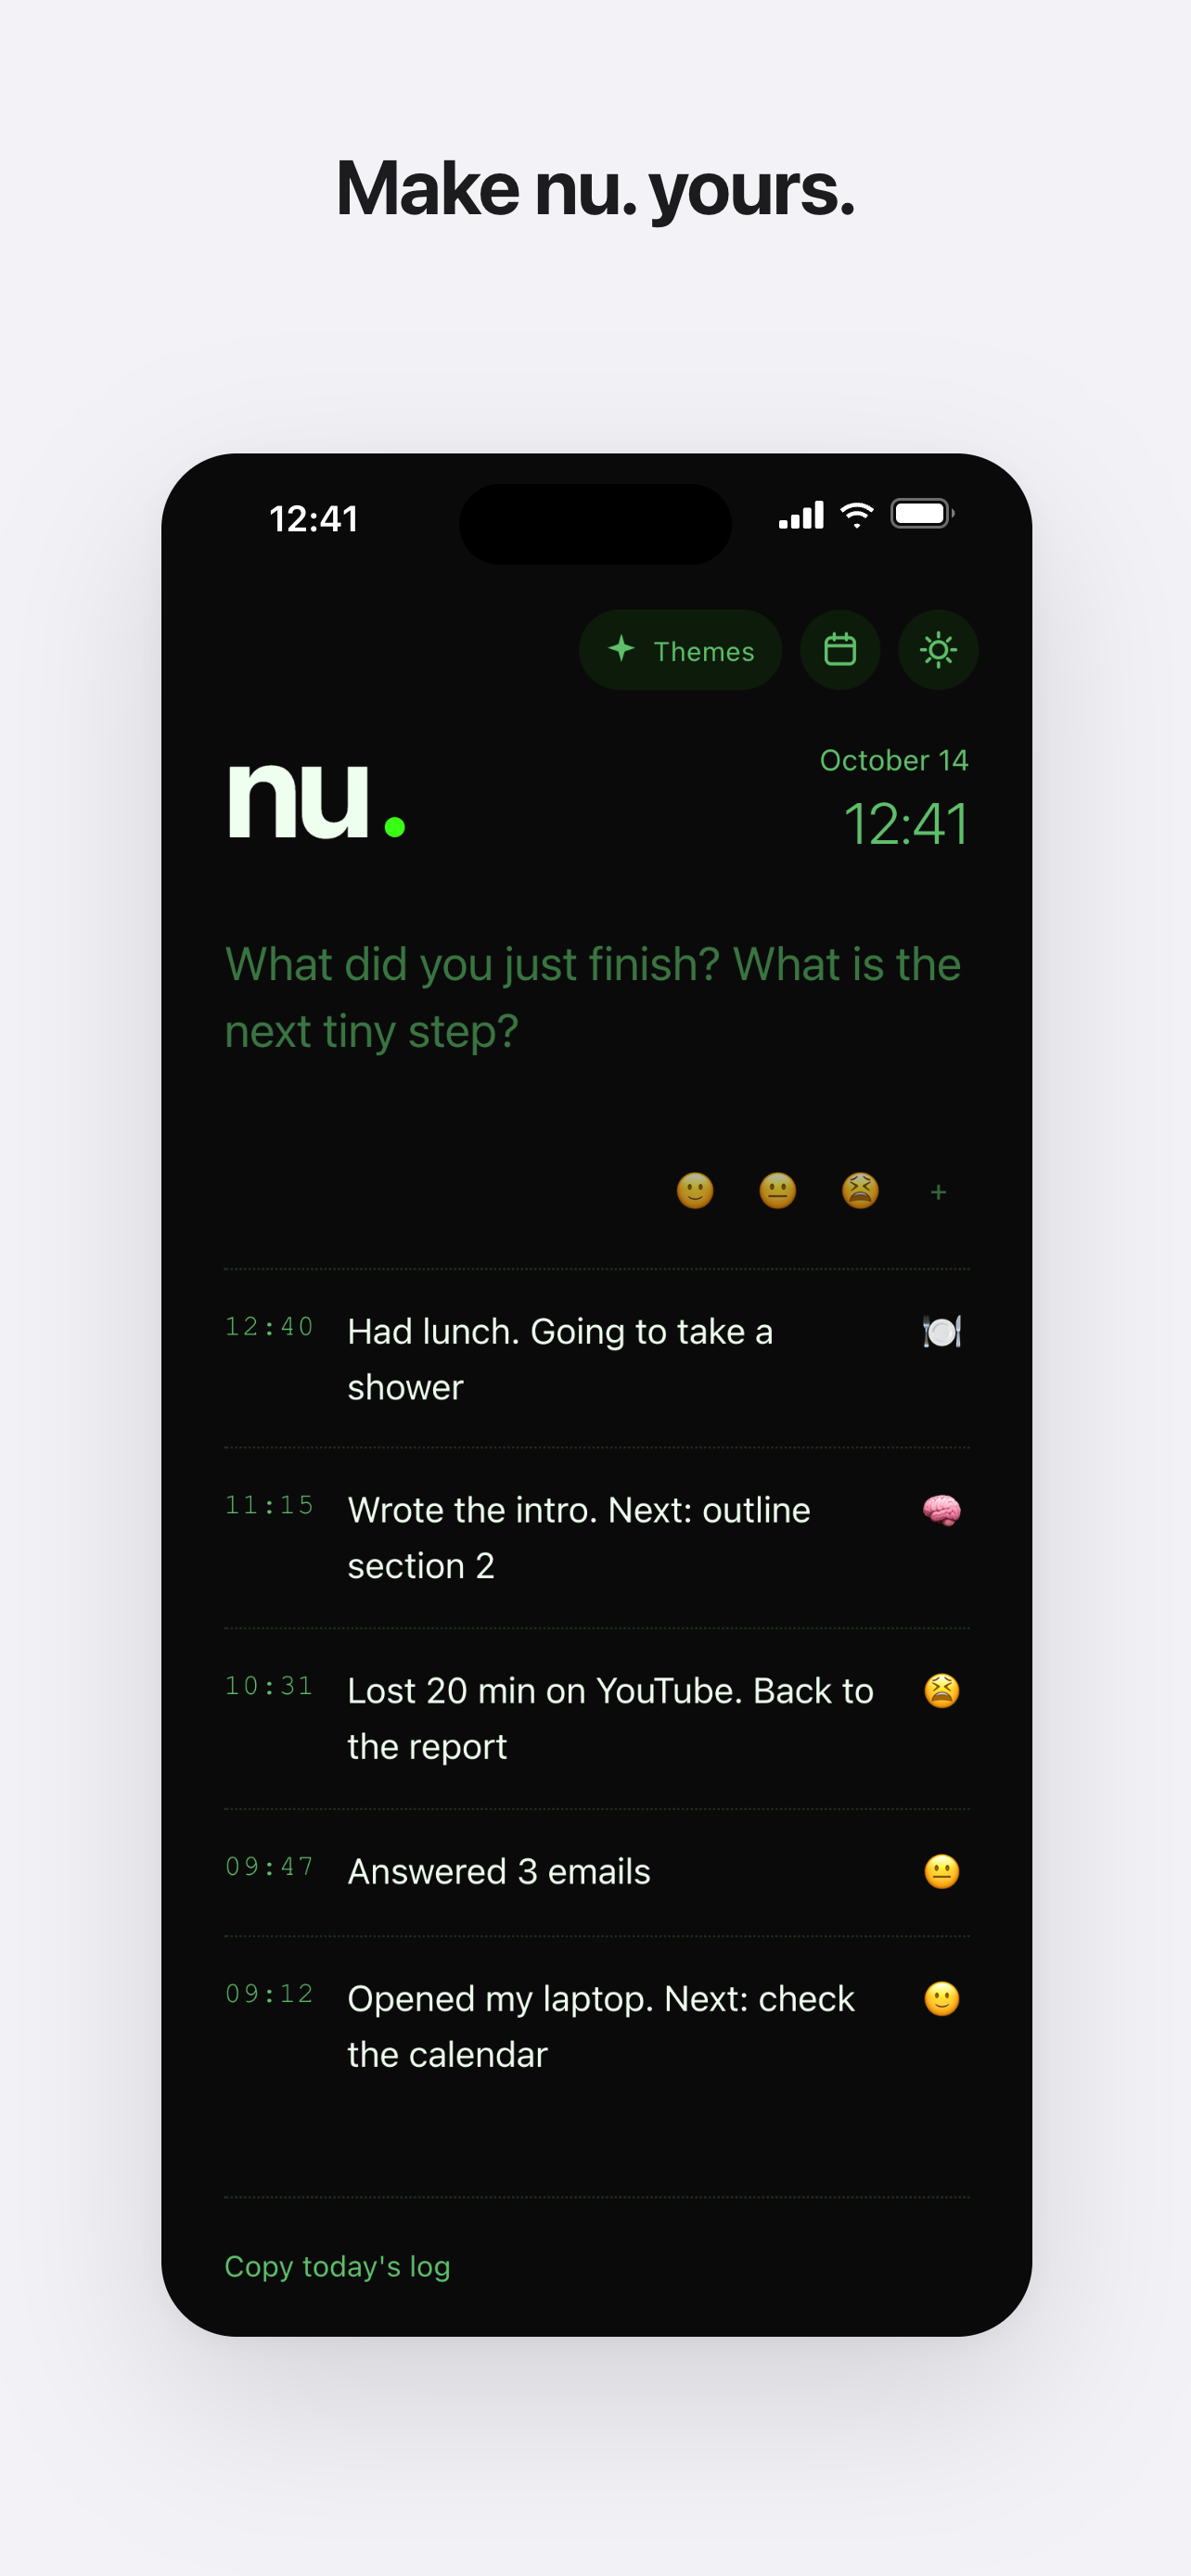 Make nu. yours.
12:41
Themes
nu.
October 14
12:41
What did you just finish? What is the
next tiny step?
+
12:40 Had lunch. Going to take a
shower
11:15 Wrote the intro. Next: outline
section 2
10:31 Lost 20 min on YouTube. Back to
the report
09:47 Answered 3 emails
09:12 Opened my laptop. Next: check
the calendar
Copy today's log